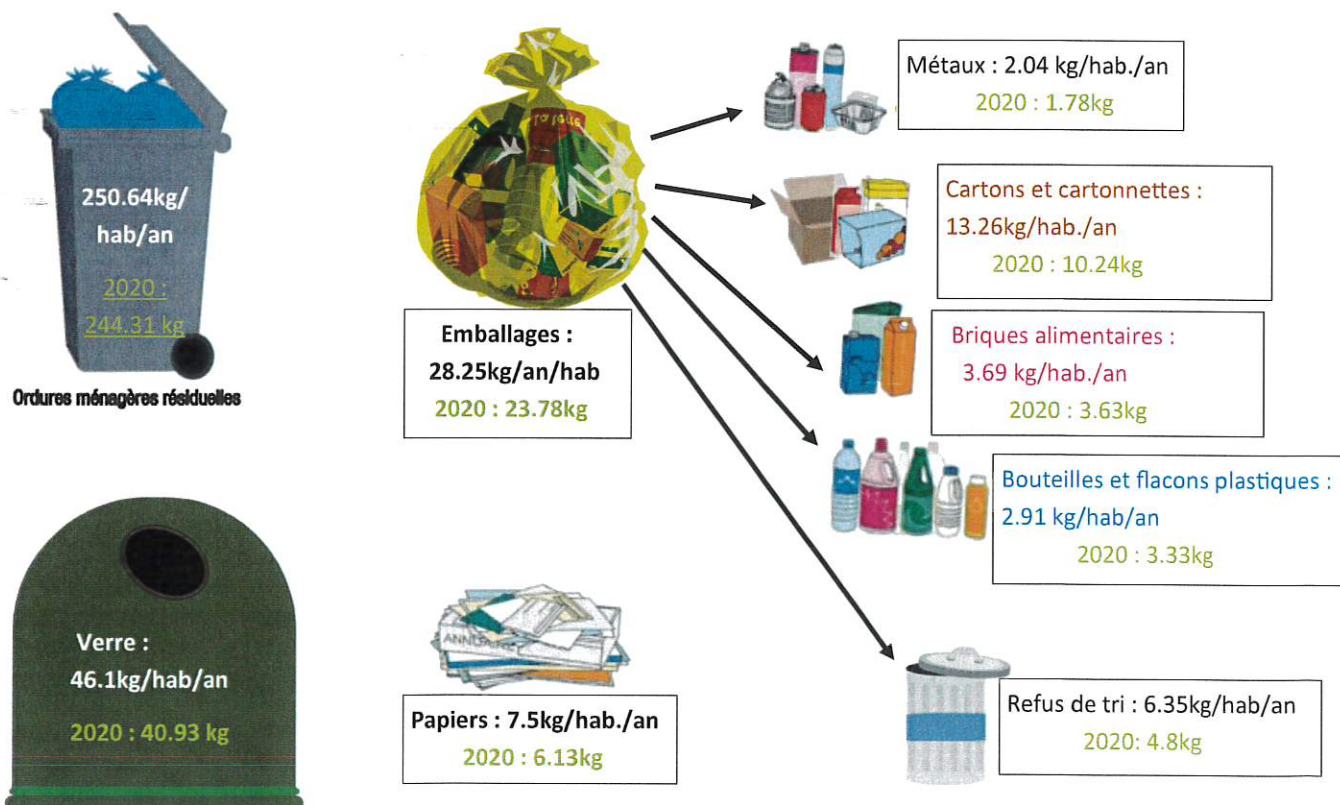 250.64kg/
hab/an
2020 :
244.31 kg
Ordures ménagères résiduelles
Emballages :
28.25kg/an/hab
2020 : 23.78kg
Métaux : 2.04 kg/hab./an
2020 : 1.78kg
Cartons et cartonnettes :
13.26kg/hab./an
2020 : 10.24kg
Briques alimentaires :
3.69 kg/hab./an
2020 : 3.63kg
Bouteilles et flacons plastiques :
2.91 kg/hab/an
2020 : 3.33kg
Verre :
46.1kg/hab/an
2020 : 40.93 kg
Papiers : 7.5kg/hab./an
2020 : 6.13kg
Refus de tri : 6.35kg/hab/an
2020: 4.8kg